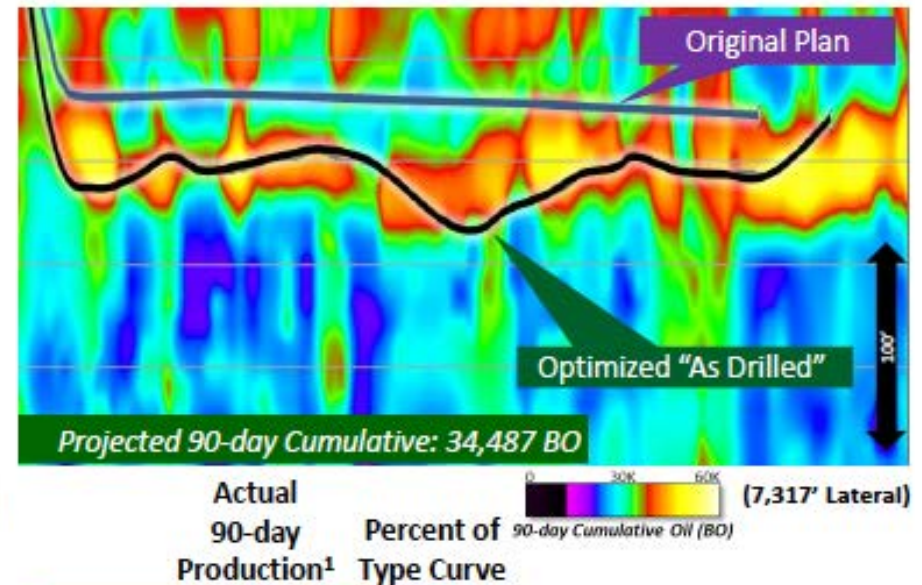 Original Plan
Optimized “As Drilled”
100'
Projected 90-day Cumulative: 34,487 BO
0 30K 60K
90-day Cumulative Oil (BO)
(7,317’ Lateral)
Actual
90-day
Production¹
Percent of
Type Curve